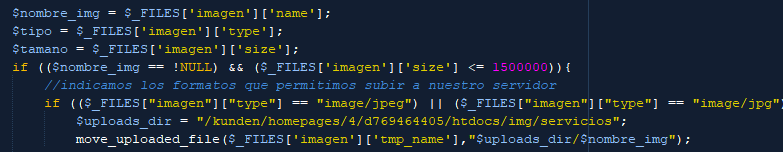 $nombre_img = $_FILES['imagen']['name'];
$tipo = $_FILES['imagen']['type'];
$tamano = $_FILES['imagen']['size'];
if (($nombre_img == !NULL) && ($_FILES['imagen']['size'] <= 1500000)){
//indicamos los formatos que permitimos subir a nuestro servidor
if (($_FILES["imagen"]["type"] == "image/jpeg") || ($_FILES["imagen"]["type"] == "image/jpg")
$uploads_dir = "/kunden/homepages/4/d769464405/htdocs/img/servicios";
move_uploaded_file($_FILES['imagen']['tmp_name'],"$uploads_dir/$nombre_img");